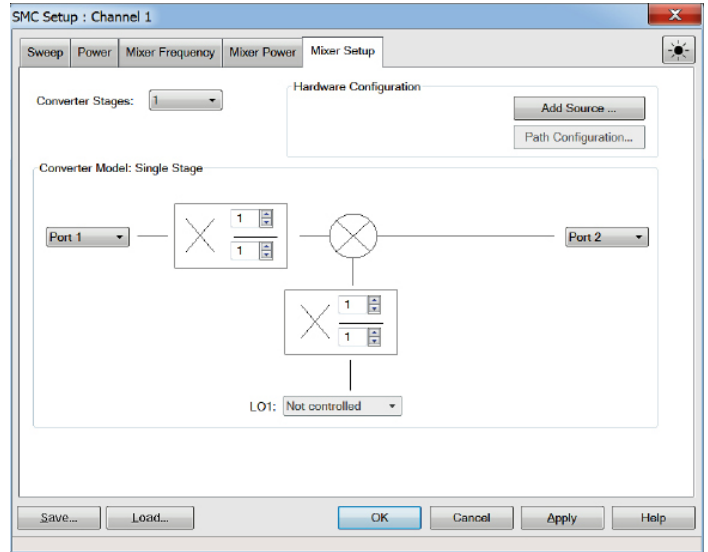 SMC Setup : Channel 1
Sweep Power Mixer Frequency Mixer Power Mixer Setup
Converter Stages: 1
Hardware Configuration
Add Source ...
Path Configuration...
Converter Model: Single Stage
Port 1
1
1
Port 2
1
1
LO1: Not controlled
Save... Load... OK Cancel Apply Help